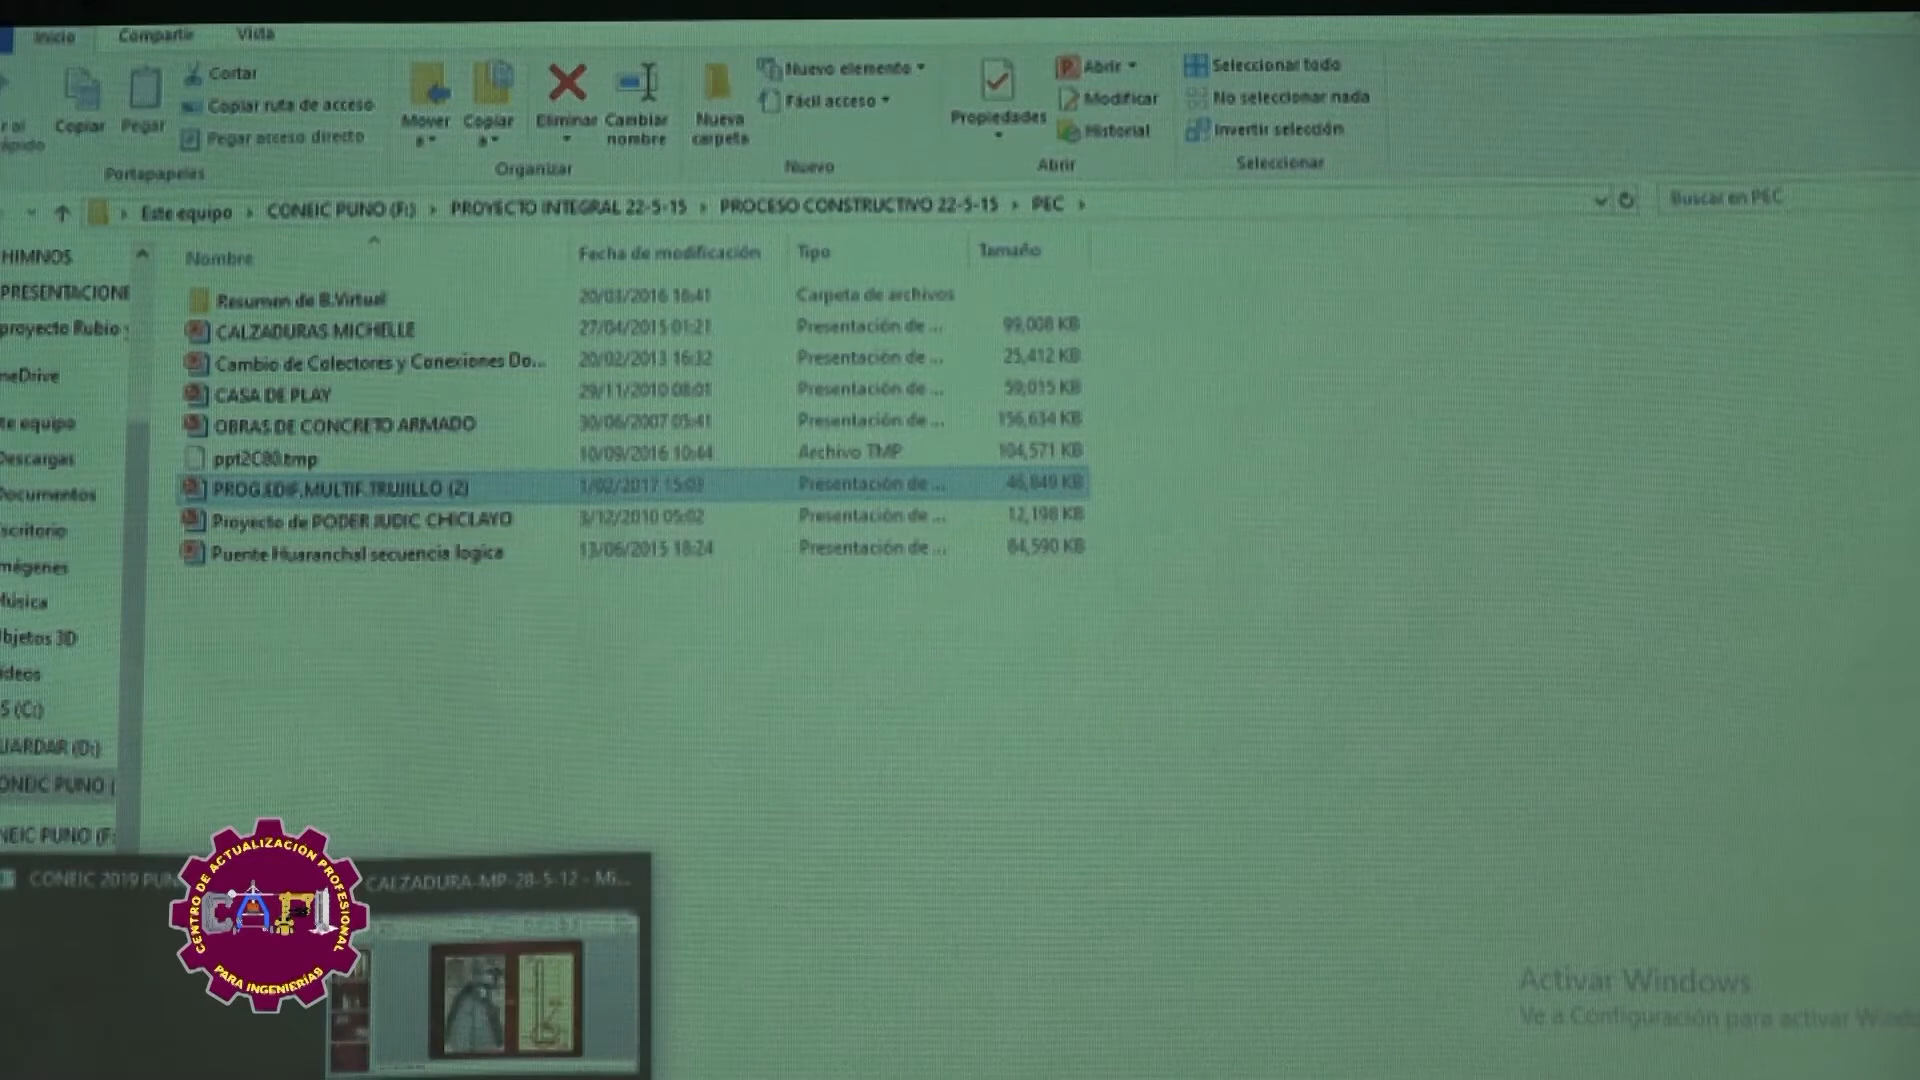 Inicio Compartir Vista
Cortar
Copiar ruta de acceso
Pegar acceso directo
Copiar Pegar
Portapapeles
Mover a Copiar a Eliminar Cambiar nombre
Organizar
Nueva carpeta
Nuevo elemento
Fácil acceso
Nuevo
Propiedades
Abrir
Modificar
Historial
Abrir
Seleccionar todo
No seleccionar nada
Invertir selección
Seleccionar
Este equipo › CONEIC PUNO (F:) › PROYECTO INTEGRAL 22-5-15 › PROCESO CONSTRUCTIVO 22-5-15 › PEC ›
Buscar en PEC
Nombre Fecha de modificación Tipo Tamaño
Resumen de B.Virtual 20/03/2016 16:41 Carpeta de archivos
CALZADURAS MICHELLE 27/04/2015 01:21 Presentación de ... 99,008 KB
Cambio de Colectores y Conexiones Do... 20/02/2013 16:32 Presentación de ... 25,412 KB
CASA DE PLAY 29/11/2010 08:01 Presentación de ... 59,015 KB
OBRAS DE CONCRETO ARMADO 30/06/2007 05:41 Presentación de ... 156,634 KB
ppt2C80.tmp 10/09/2016 10:44 Archivo TMP 104,571 KB
PROG.EDIF.MULTIF.TRUJILLO (2) 1/02/2017 15:03 Presentación de ... 46,849 KB
Proyecto de PODER JUDIC CHICLAYO 3/12/2010 05:02 Presentación de ... 12,198 KB
Puente Huaranchal secuencia logica 13/06/2015 18:24 Presentación de ... 64,590 KB
HIMNOS
PRESENTACIONE
proyecto Rubio y
neDrive
te equipo
Descargas
Documentos
scritorio
mágenes
Música
bjetos 3D
ídeos
S (C:)
UARDAR (D:)
ONEIC PUNO (
NEIC PUNO (F:
CONEIC 2019 PUN
CALZADURA-MP-28-5-12 - Mi...
CENTRO DE ACTUALIZACIÓN PROFESIONAL
CAPI
PARA INGENIERÍAS
Activar Windows
Ve a Configuración para activar Windo